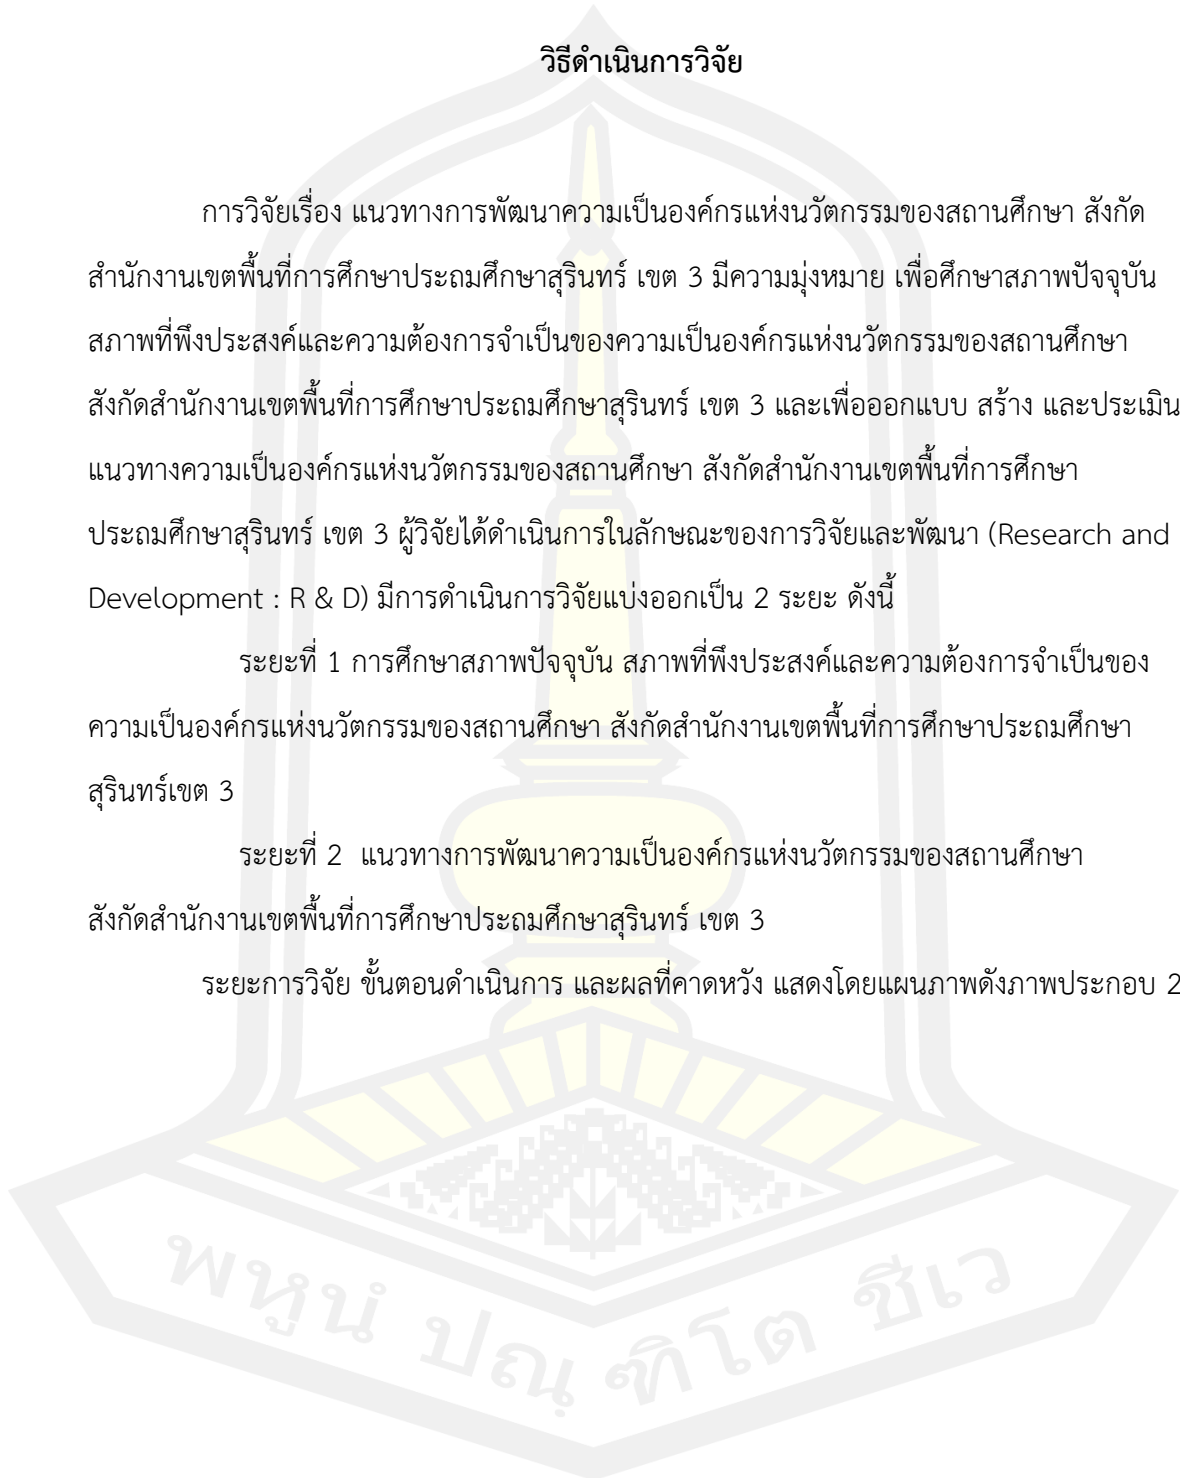 วิธีดำเนินการวิจัย
การวิจัยเรื่อง แนวทางการพัฒนาความเป็นองค์กรแห่งนวัตกรรมของสถานศึกษา สังกัด
สำนักงานเขตพื้นที่การศึกษาประถมศึกษาสุรินทร์ เขต 3 มีความมุ่งหมาย เพื่อศึกษาสภาพปัจจุบัน
สภาพที่พึงประสงค์และความต้องการจำเป็นของความเป็นองค์กรแห่งนวัตกรรมของสถานศึกษา
สังกัดสำนักงานเขตพื้นที่การศึกษาประถมศึกษาสุรินทร์ เขต 3 และเพื่อออกแบบ สร้าง และประเมิน
แนวทางความเป็นองค์กรแห่งนวัตกรรมของสถานศึกษา สังกัดสำนักงานเขตพื้นที่การศึกษา
ประถมศึกษาสุรินทร์ เขต 3 ผู้วิจัยได้ดำเนินการในลักษณะของการวิจัยและพัฒนา (Research and
Development : R & D) มีการดำเนินการวิจัยแบ่งออกเป็น 2 ระยะ ดังนี้
ระยะที่ 1 การศึกษาสภาพปัจจุบัน สภาพที่พึงประสงค์และความต้องการจำเป็นของ
ความเป็นองค์กรแห่งนวัตกรรมของสถานศึกษา สังกัดสำนักงานเขตพื้นที่การศึกษาประถมศึกษา
สุรินทร์เขต 3
ระยะที่ 2 แนวทางการพัฒนาความเป็นองค์กรแห่งนวัตกรรมของสถานศึกษา
สังกัดสำนักงานเขตพื้นที่การศึกษาประถมศึกษาสุรินทร์ เขต 3
ระยะการวิจัย ขั้นตอนดำเนินการ และผลที่คาดหวัง แสดงโดยแผนภาพดังภาพประกอบ 2
พหูนํ ปณฺฑิโต ชีเว